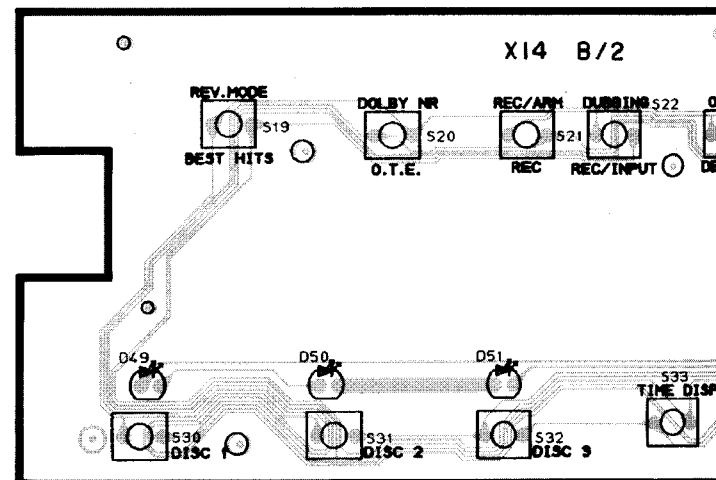 X14 B/2
REV.MODE
DOLBY NR
REC/ARM
DUBBING
S22
S19
S20
S21
BEST HITS
O.T.E.
REC
REC/INPUT
D49
D50
D51
S33
TIME DISP
S30
S31
S32
DISC 1
DISC 2
DISC 3